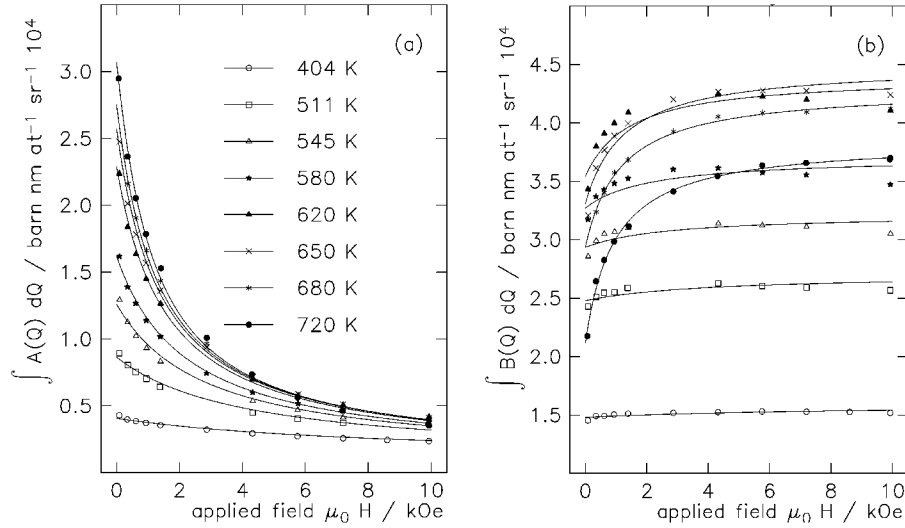 (a)
∫ A(Q) dQ / barn nm at⁻¹ sr⁻¹ 10⁴
3.0
2.5
2.0
1.5
1.0
0.5
404 K
511 K
545 K
580 K
620 K
650 K
680 K
720 K
0 2 4 6 8 10
applied field μ₀ H / kOe
(b)
∫ B(Q) dQ / barn nm at⁻¹ sr⁻¹ 10⁴
4.5
4.0
3.5
3.0
2.5
2.0
1.5
0 2 4 6 8 10
applied field μ₀ H / kOe